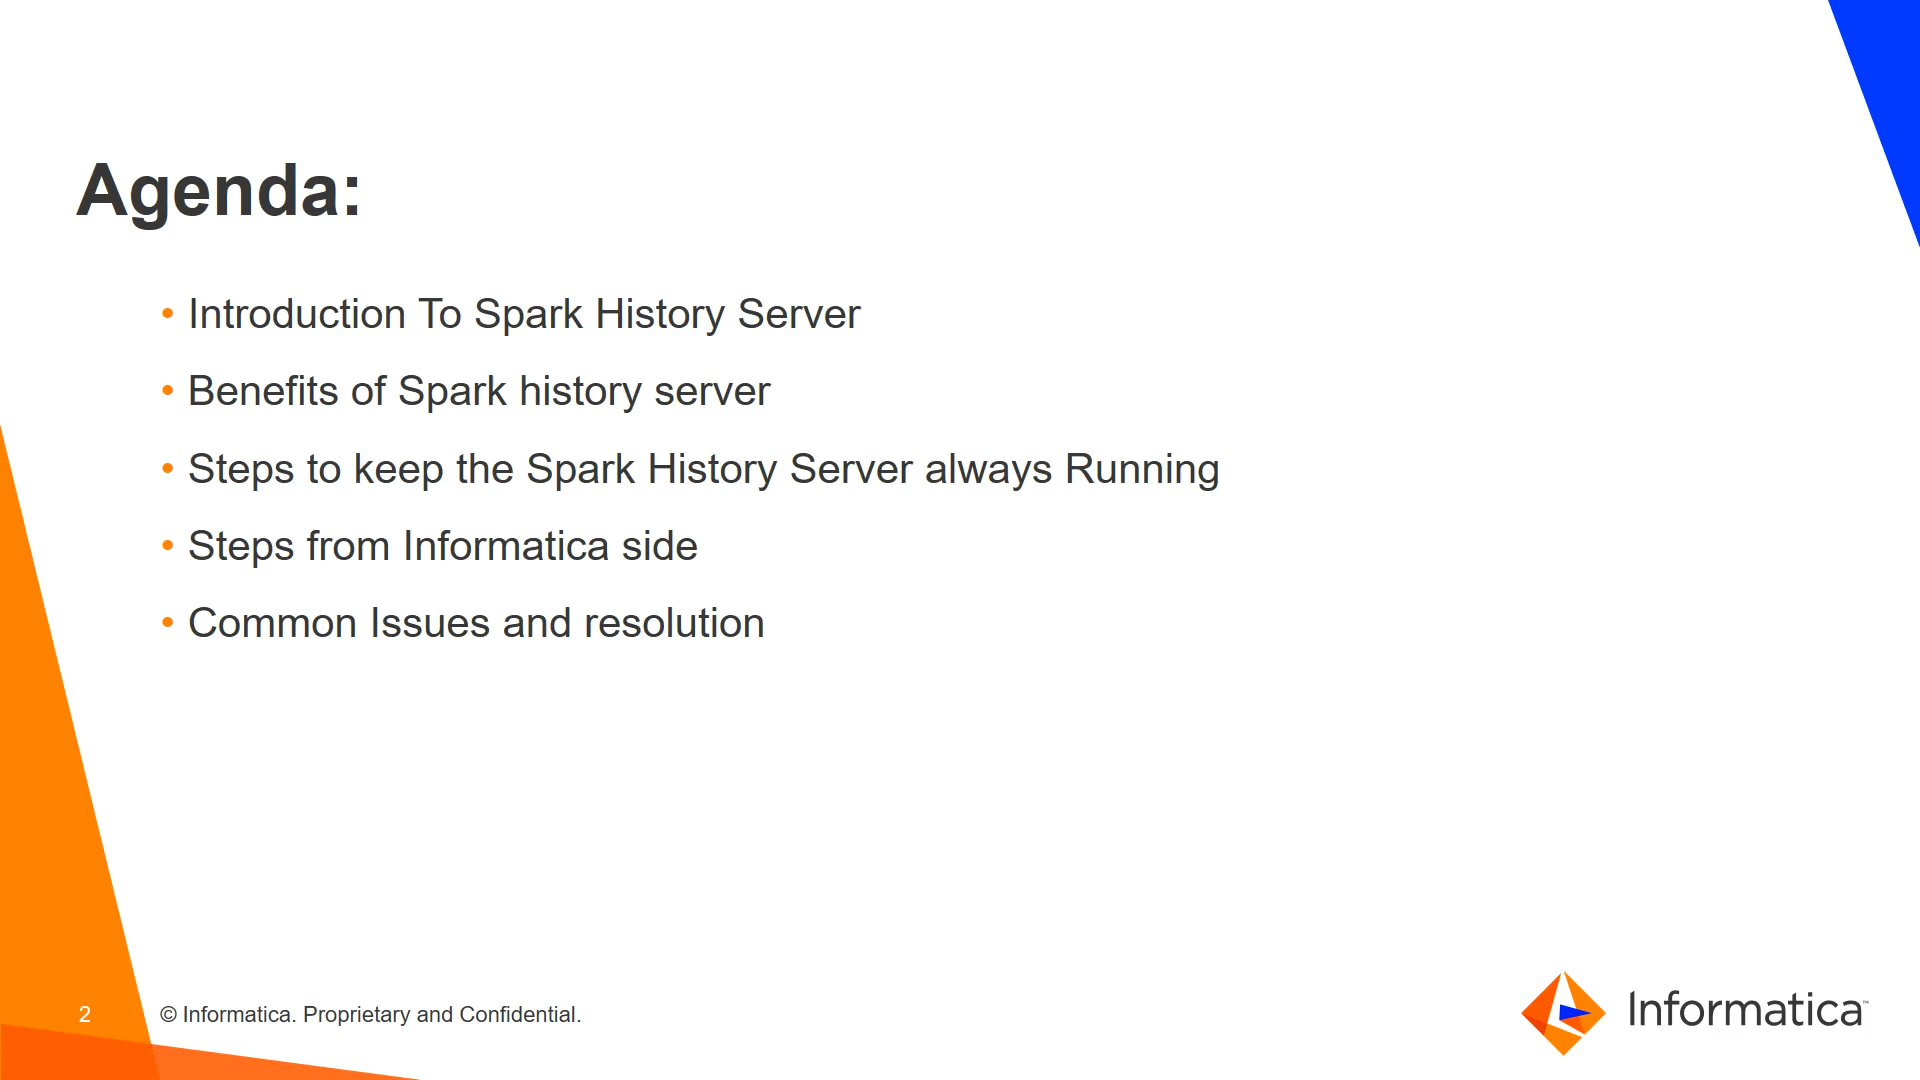 Agenda:
• Introduction To Spark History Server
• Benefits of Spark history server
• Steps to keep the Spark History Server always Running
• Steps from Informatica side
• Common Issues and resolution
2
© Informatica. Proprietary and Confidential.
Informatica™